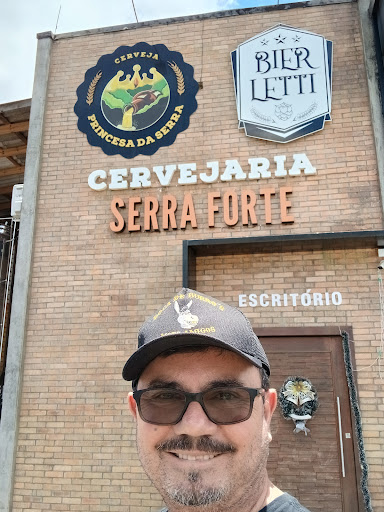 CERVEJA
PRINCESA DA SERRA
BIER
LETTI
CERVEJARIA
SERRA FORTE
ESCRITÓRIO